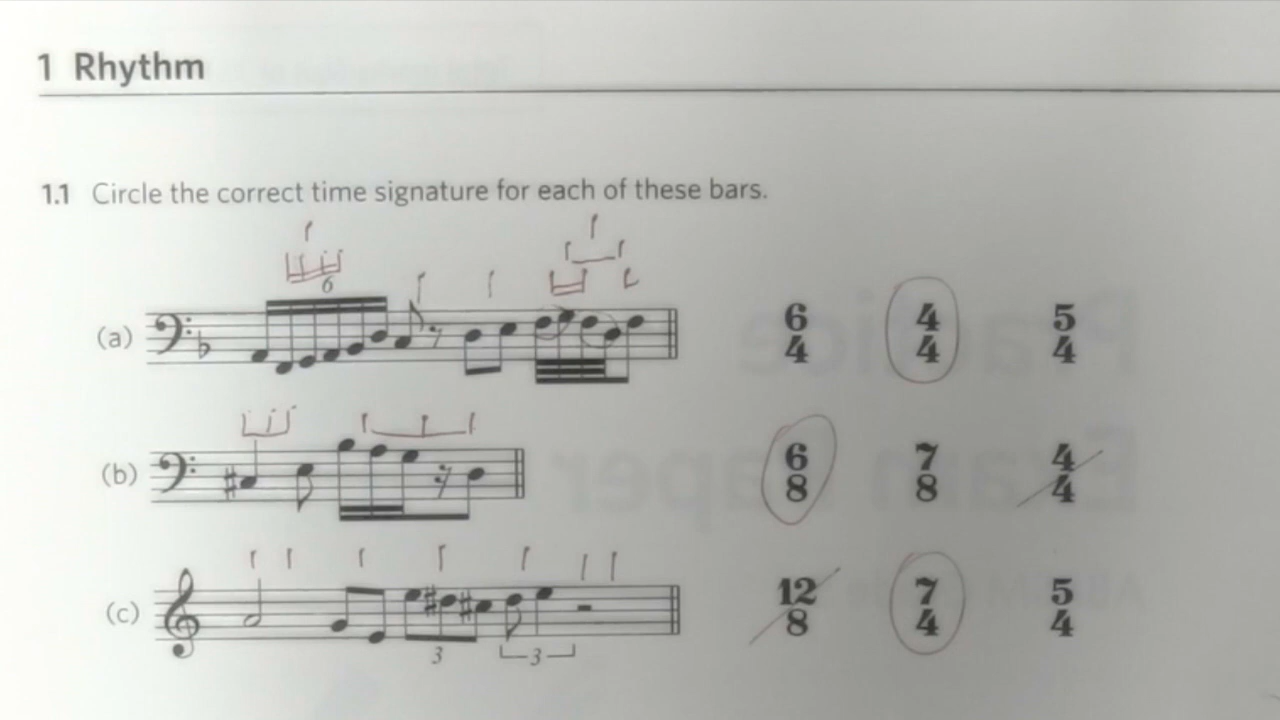 1 Rhythm
1.1 Circle the correct time signature for each of these bars.
6
(a) 6/4 4/4 5/4
(b) 6/8 7/8 4/4
(c) 12/8 7/4 5/4
3 3